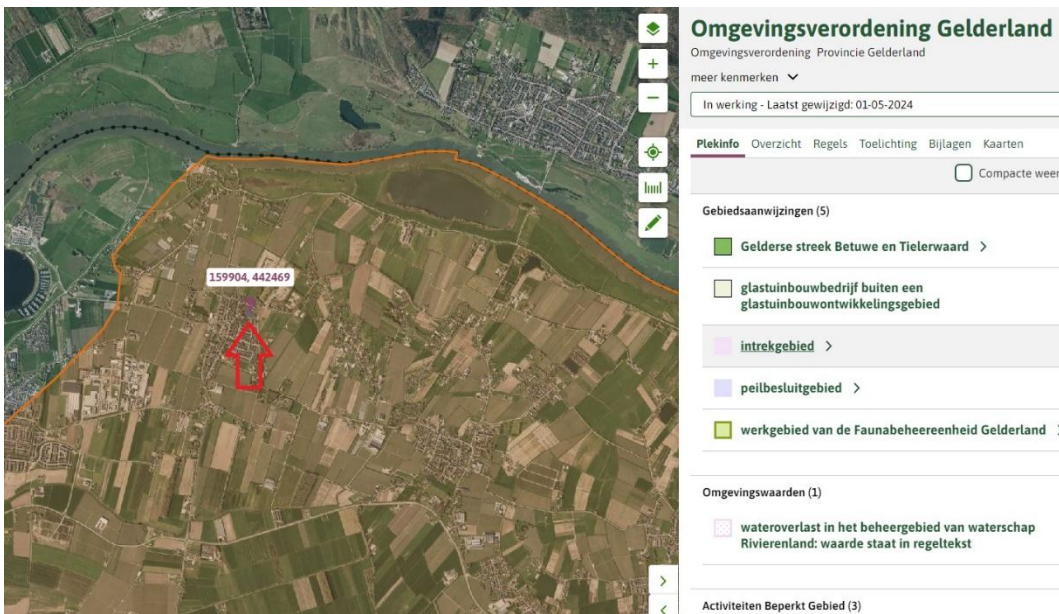 159904, 442469
Omgevingsverordening Gelderland
Omgevingsverordening Provincie Gelderland
meer kenmerken
In werking - Laatst gewijzigd: 01-05-2024
Plekinfo Overzicht Regels Toelichting Bijlagen Kaarten
Compacte weer
Gebiedsaanwijzingen (5)
Gelderse streek Betuwe en Tielerwaard >
glastuinbouwbedrijf buiten een
glastuinbouwontwikkelingsgebied
intrekgebied >
peilbesluitgebied >
werkgebied van de Faunabeheereenheid Gelderland
Omgevingswaarden (1)
wateroverlast in het beheergebied van waterschap
Rivierenland: waarde staat in regeltekst
Activiteiten Beperkt Gebied (3)